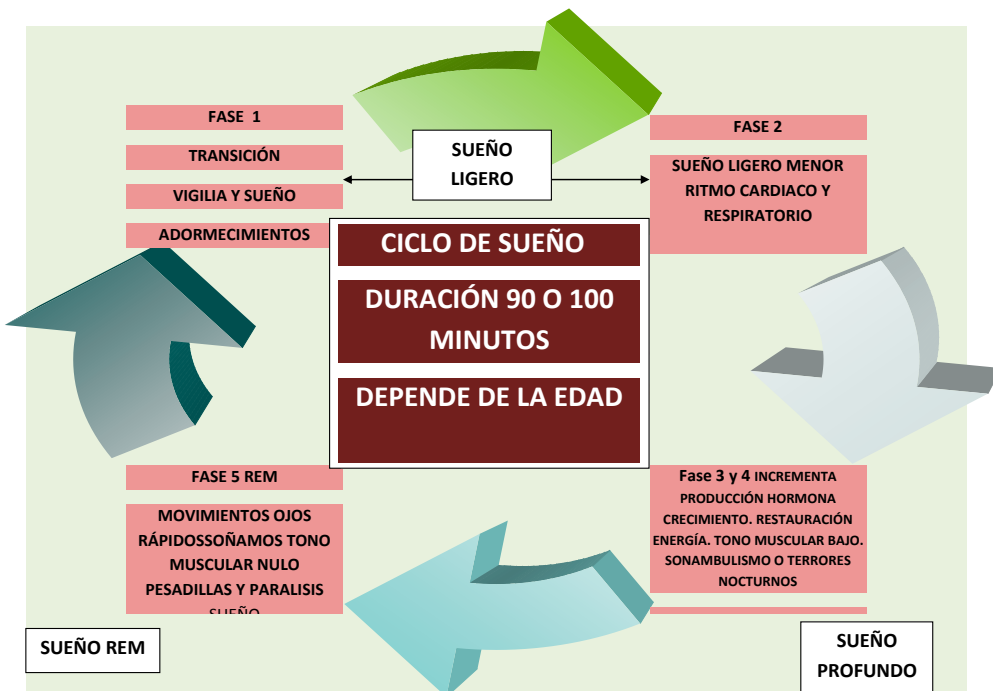 FASE 1
TRANSICIÓN
VIGILIA Y SUEÑO
ADORMECIMIENTOS
SUEÑO
LIGERO
FASE 2
SUEÑO LIGERO MENOR
RITMO CARDIACO Y
RESPIRATORIO
CICLO DE SUEÑO
DURACIÓN 90 O 100
MINUTOS
DEPENDE DE LA EDAD
FASE 5 REM
MOVIMIENTOS OJOS
RÁPIDOSSOÑAMOS TONO
MUSCULAR NULO
PESADILLAS Y PARALISIS
SUEÑO
Fase 3 y 4 INCREMENTA
PRODUCCIÓN HORMONA
CRECIMIENTO. RESTAURACIÓN
ENERGÍA. TONO MUSCULAR BAJO.
SONAMBULISMO O TERRORES
NOCTURNOS
SUEÑO REM
SUEÑO
PROFUNDO